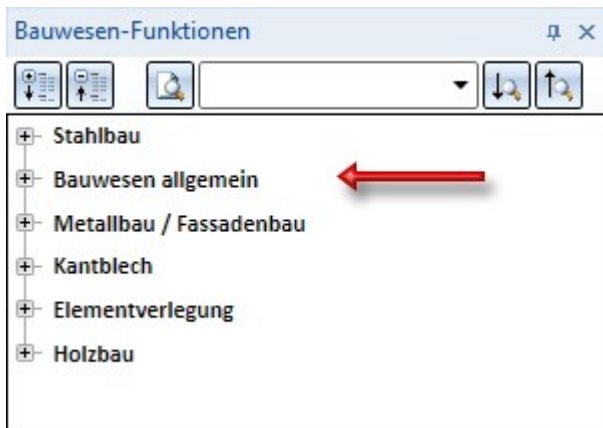 Bauwesen-Funktionen
Stahlbau
Bauwesen allgemein
Metallbau / Fassadenbau
Kantblech
Elementverlegung
Holzbau